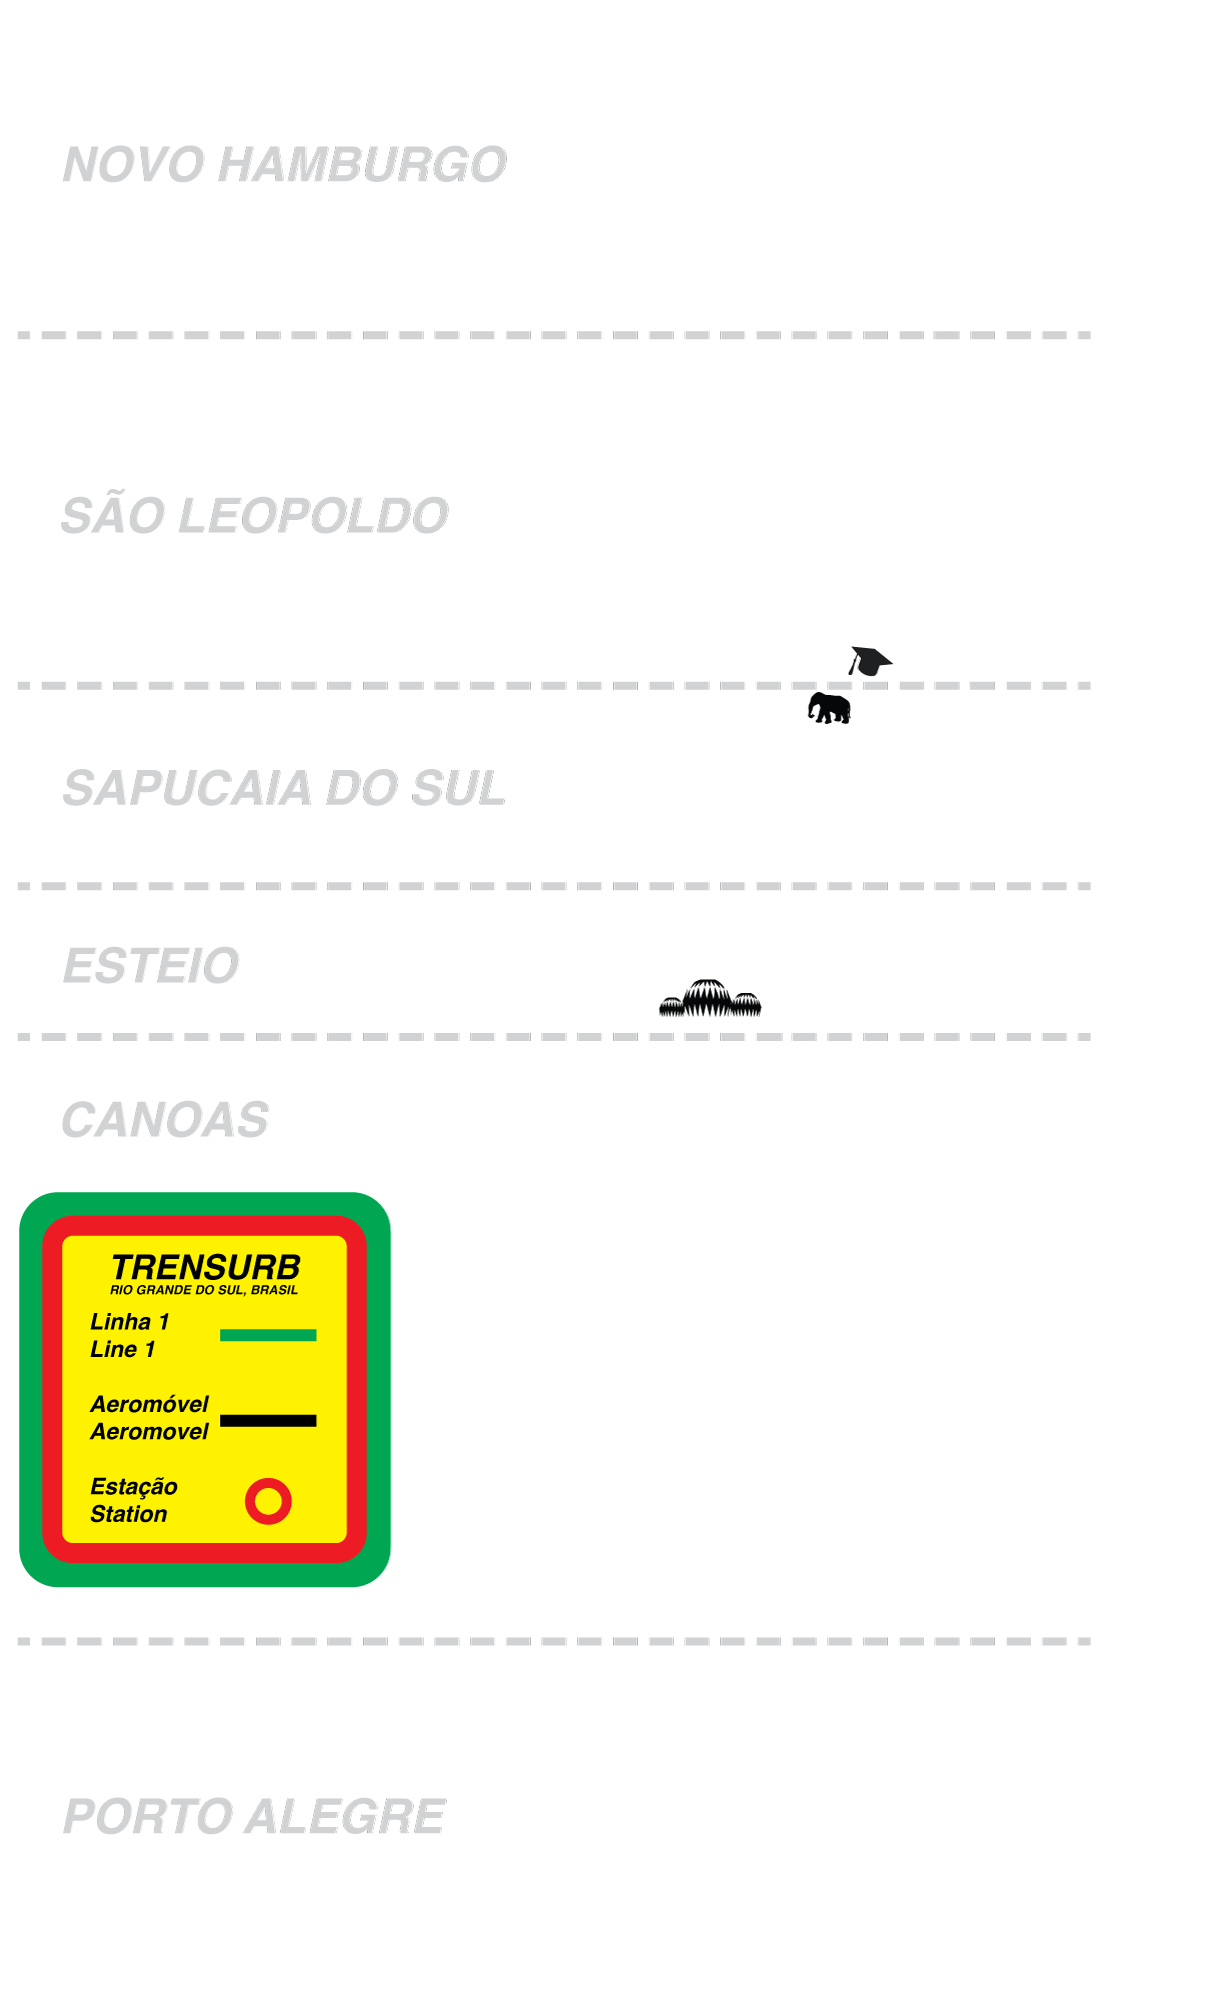 NOVO HAMBURGO
SÃO LEOPOLDO
SAPUCAIA DO SUL
ESTEIO
CANOAS
TRENSURB
RIO GRANDE DO SUL, BRASIL
Linha 1
Line 1
Aeromóvel
Aeromovel
Estação
Station
PORTO ALEGRE